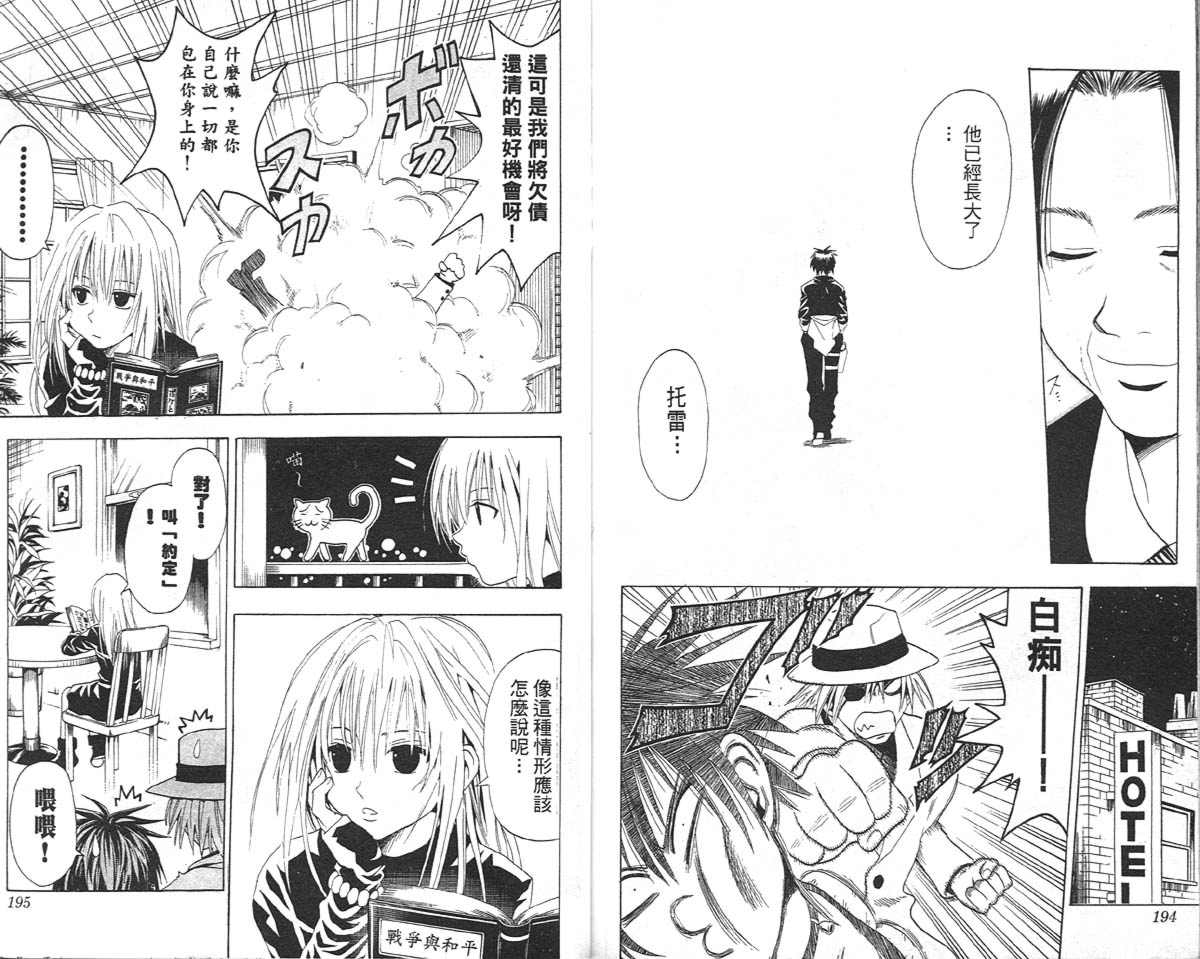 他已經長大了
…
ス…
托雷…
HOTEL
白痴——！
194
這可是我們將欠債
還清的最好機會呀！
ボカ
スカ
什麼嘛，是你
自己說一切都
包在你身上的！
…………
戰爭與和平
喵～
像這種情形應該
怎麼說呢…
戰爭與和平
對了！
叫「約定」
！
喂喂！
195